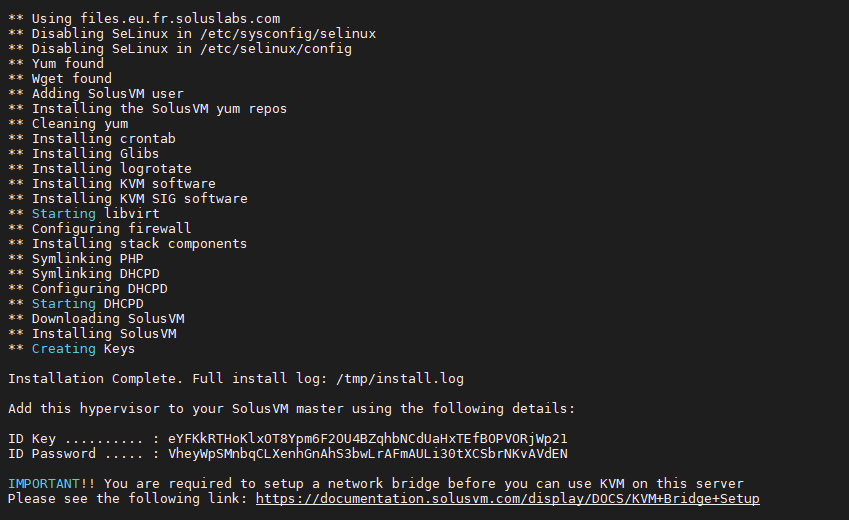 ** Using files.eu.fr.soluslabs.com
** Disabling SeLinux in /etc/sysconfig/selinux
** Disabling SeLinux in /etc/selinux/config
** Yum found
** Wget found
** Adding SolusVM user
** Installing the SolusVM yum repos
** Cleaning yum
** Installing crontab
** Installing Glibs
** Installing logrotate
** Installing KVM software
** Installing KVM SIG software
** Starting libvirt
** Configuring firewall
** Installing stack components
** Symlinking PHP
** Symlinking DHCPD
** Configuring DHCPD
** Starting DHCPD
** Downloading SolusVM
** Installing SolusVM
** Creating Keys
Installation Complete. Full install log: /tmp/install.log
Add this hypervisor to your SolusVM master using the following details:
ID Key .......... : eYFKkRTHoKlxOT8Ypm6F2OU4BZqhbNCdUaHxTEfBOPVORjWp21
ID Password ..... : VheyWpSMnbqCLXenhGnAhS3bwLrAFmAULi30tXCSbrNKvAVdEN
IMPORTANT!! You are required to setup a network bridge before you can use KVM on this server
Please see the following link: https://documentation.solusvm.com/display/DOCS/KVM+Bridge+Setup